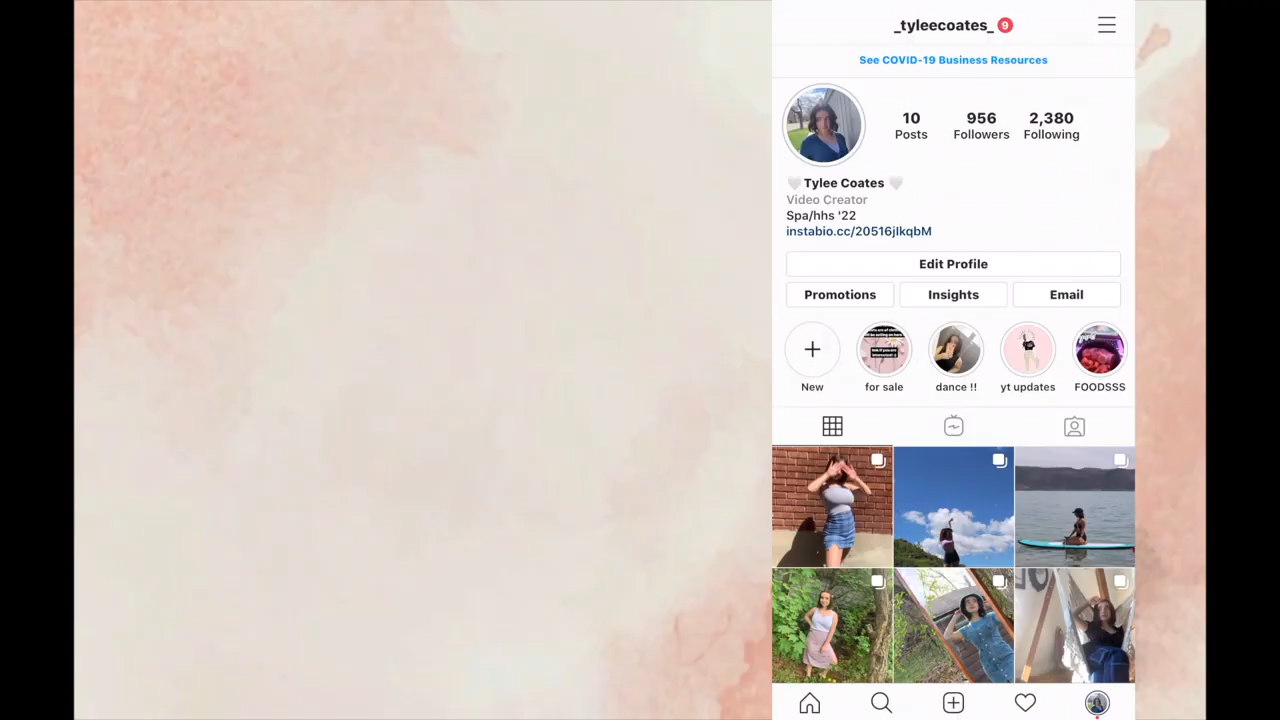 _tyleecoates_ 9
See COVID-19 Business Resources
10
Posts
956
Followers
2,380
Following
🤍Tylee Coates🤍
Video Creator
Spa/hhs '22
instabio.cc/20516jIkqbM
Edit Profile
Promotions
Insights
Email
New
for sale
dance !!
yt updates
FOODSSS